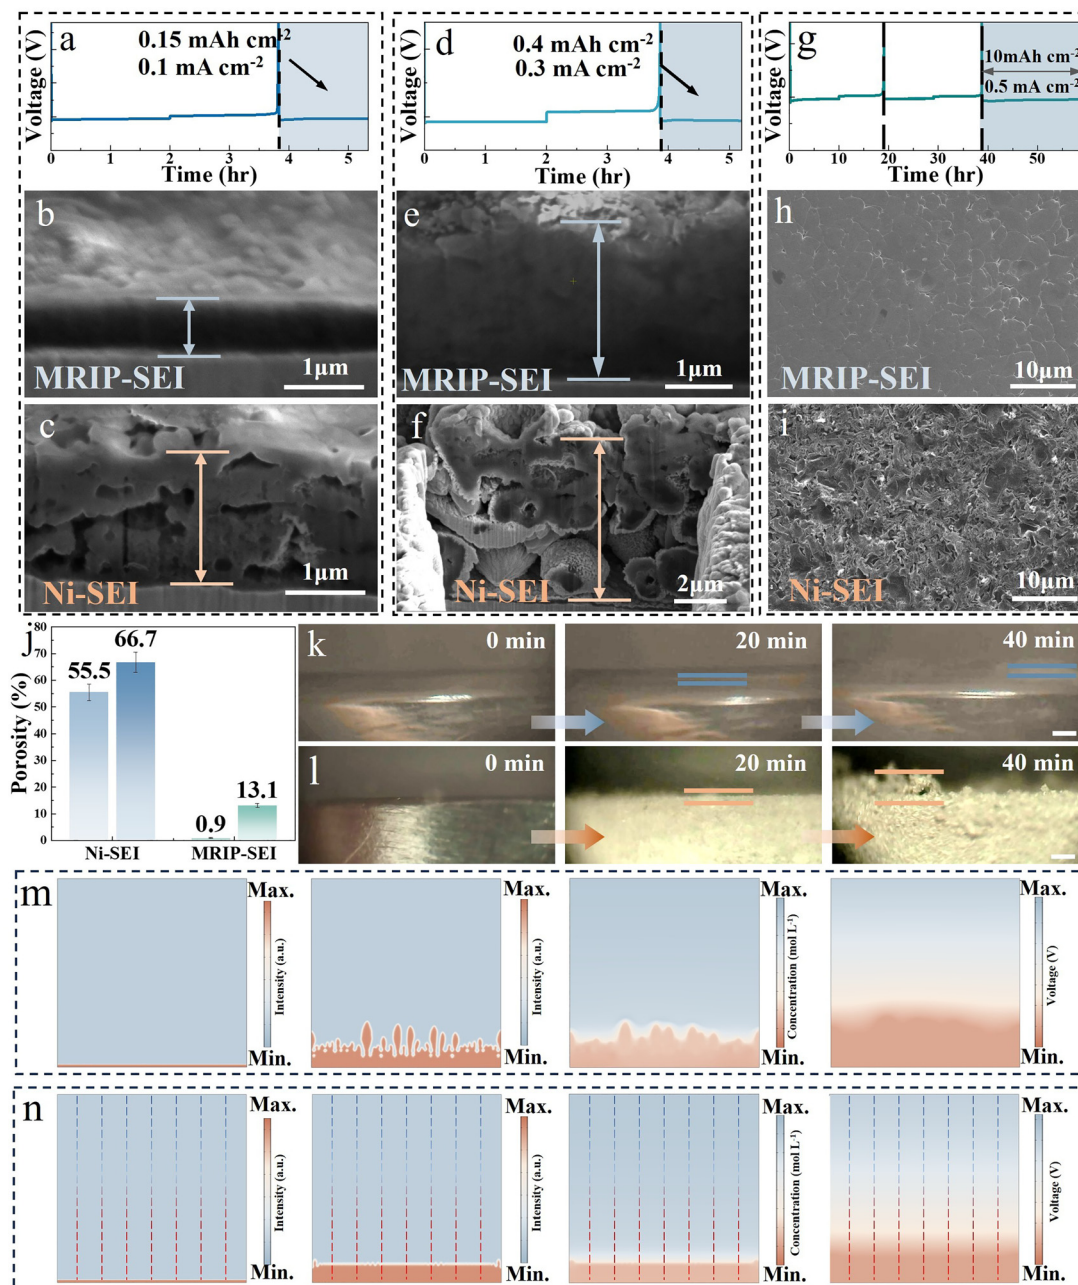 a
Voltage (V)
0.15 mAh cm⁻²
0.1 mA cm⁻²
0 1 2 3 4 5
Time (hr)
b
MRIP-SEI
1μm
c
Ni-SEI
1μm
d
Voltage (V)
0.4 mAh cm⁻²
0.3 mA cm⁻²
0 1 2 3 4 5
Time (hr)
e
MRIP-SEI
1μm
f
Ni-SEI
2μm
g
Voltage (V)
10mAh cm⁻²
0.5 mA cm⁻²
0 10 20 30 40 50
Time (hr)
h
MRIP-SEI
10μm
i
Ni-SEI
10μm
j
Porosity (%)
80
70
60
50
40
30
20
10
0
55.5
66.7
0.9
13.1
Ni-SEI MRIP-SEI
k
0 min
20 min
40 min
l
0 min
20 min
40 min
m
Max.
Intensity (a.u.)
Min.
Max.
Intensity (a.u.)
Min.
Max.
Concentration (mol L⁻¹)
Min.
Max.
Voltage (V)
Min.
n
Max.
Intensity (a.u.)
Min.
Max.
Intensity (a.u.)
Min.
Max.
Concentration (mol L⁻¹)
Min.
Max.
Voltage (V)
Min.